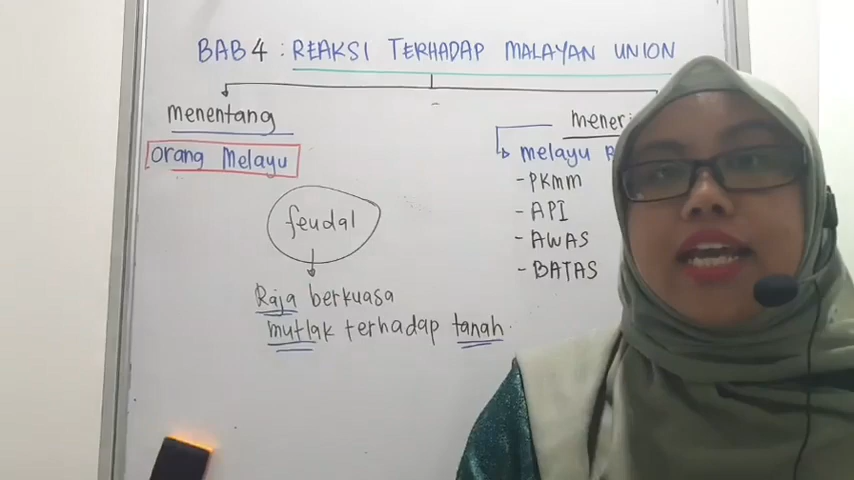 BAB 4 : REAKSI TERHADAP MALAYAN UNION
menentang
orang Melayu
feudal
Raja berkuasa
mutlak terhadap tanah.
melayu
- PKMM
- API
- AWAS
- BATAS